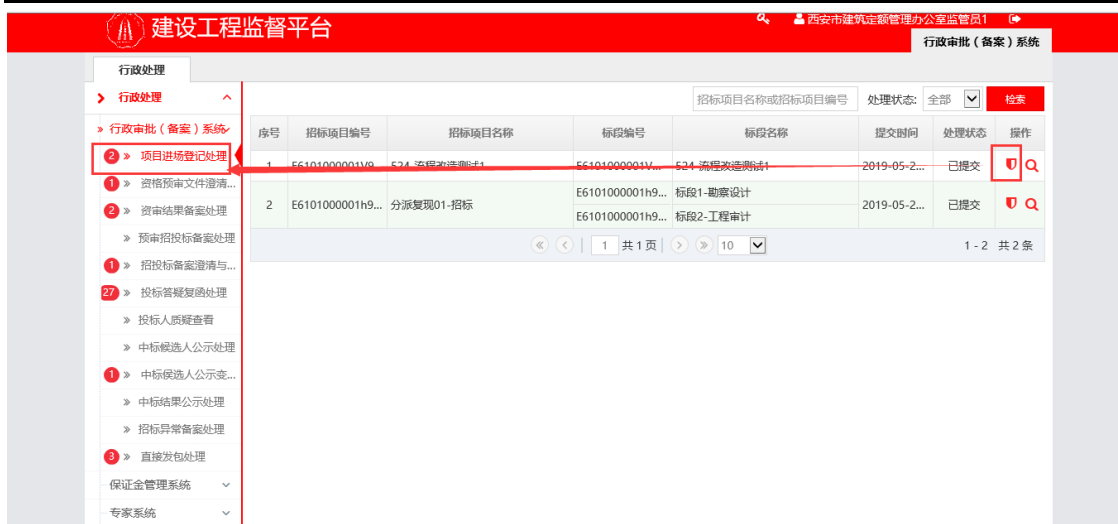 建设工程监督平台
西安市建筑定额管理办公室监管员1
行政审批（备案）系统
行政处理
行政处理
招标项目名称或招标项目编号 处理状态: 全部 检索
» 行政审批（备案）系统
序号 招标项目编号 招标项目名称 标段编号 标段名称 提交时间 处理状态 操作
2 » 项目进场登记处理
1 E6101000001V9... 524-流程改造测试1 E6101000001V... 524-流程改造测试1 2019-05-2... 已提交
1 » 资格预审文件澄清...
2 E6101000001h9... 分派复现01-招标 E6101000001h9... 标段1-勘察设计 2019-05-2... 已提交
E6101000001h9... 标段2-工程审计
2 » 资审结果备案处理
» 预审招投标备案处理
1 共1页 10 1 - 2 共2条
1 » 招投标备案澄清与...
27 » 投标答疑复函处理
» 投标人质疑查看
» 中标候选人公示处理
1 » 中标侯选人公示变...
» 中标结果公示处理
» 招标异常备案处理
3 » 直接发包处理
保证金管理系统
专家系统